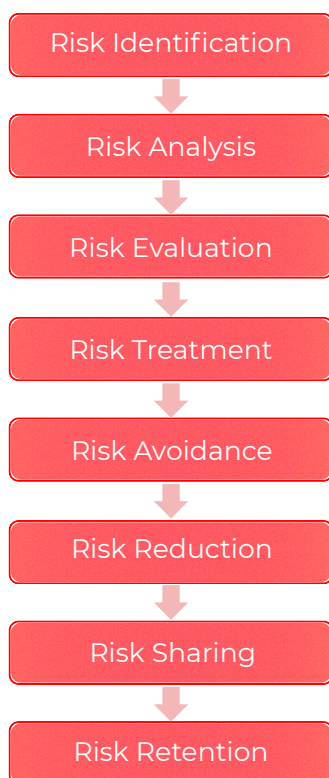 Risk Identification
Risk Analysis
Risk Evaluation
Risk Treatment
Risk Avoidance
Risk Reduction
Risk Sharing
Risk Retention